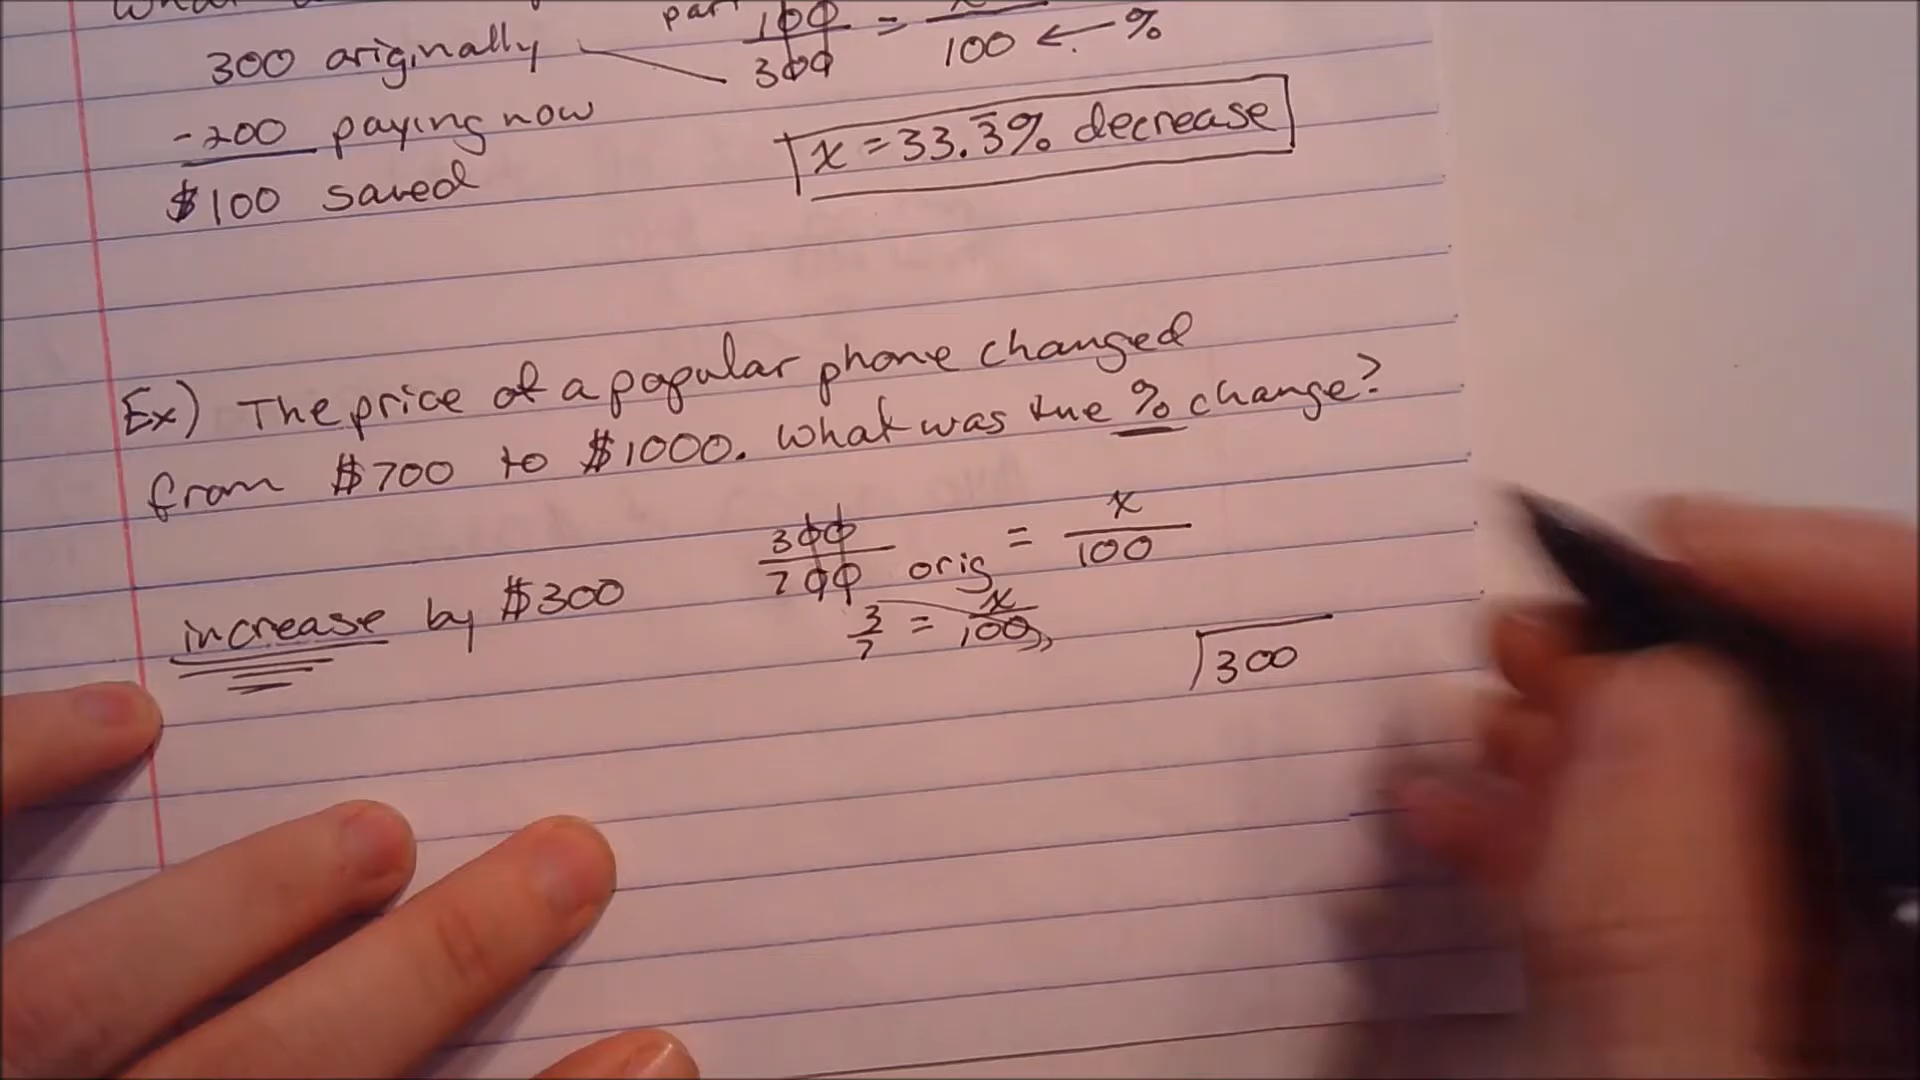 part
100/300 = x/100 ← %
300 originally
-200 paying now
$100 saved
x = 33.3̅% decrease
Ex) The price of a popular phone changed
from $700 to $1000. What was the % change?
increase by $300
300/700 orig = x/100
3/7 = x/100
300